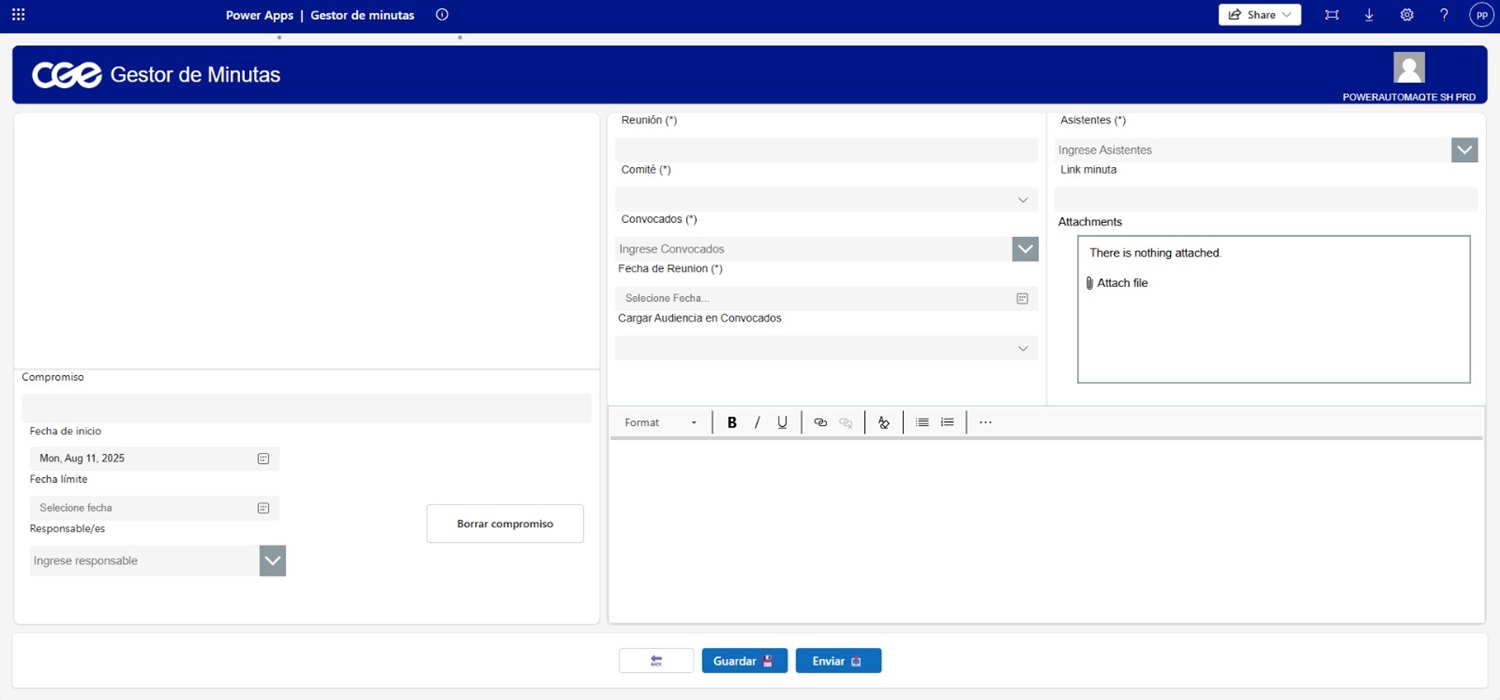 Power Apps | Gestor de minutas
Share
PP
CGE Gestor de Minutas
POWERAUTOMAQTE SH PRD
Compromiso
Fecha de inicio
Mon, Aug 11, 2025
Fecha límite
Selecione fecha
Responsable/es
Ingrese responsable
Borrar compromiso
Reunión (*)
Comité (*)
Convocados (*)
Ingrese Convocados
Fecha de Reunion (*)
Selecione Fecha...
Cargar Audiencia en Convocados
Asistentes (*)
Ingrese Asistentes
Link minuta
Attachments
There is nothing attached.
Attach file
Format B / U
BACK
Guardar
Enviar